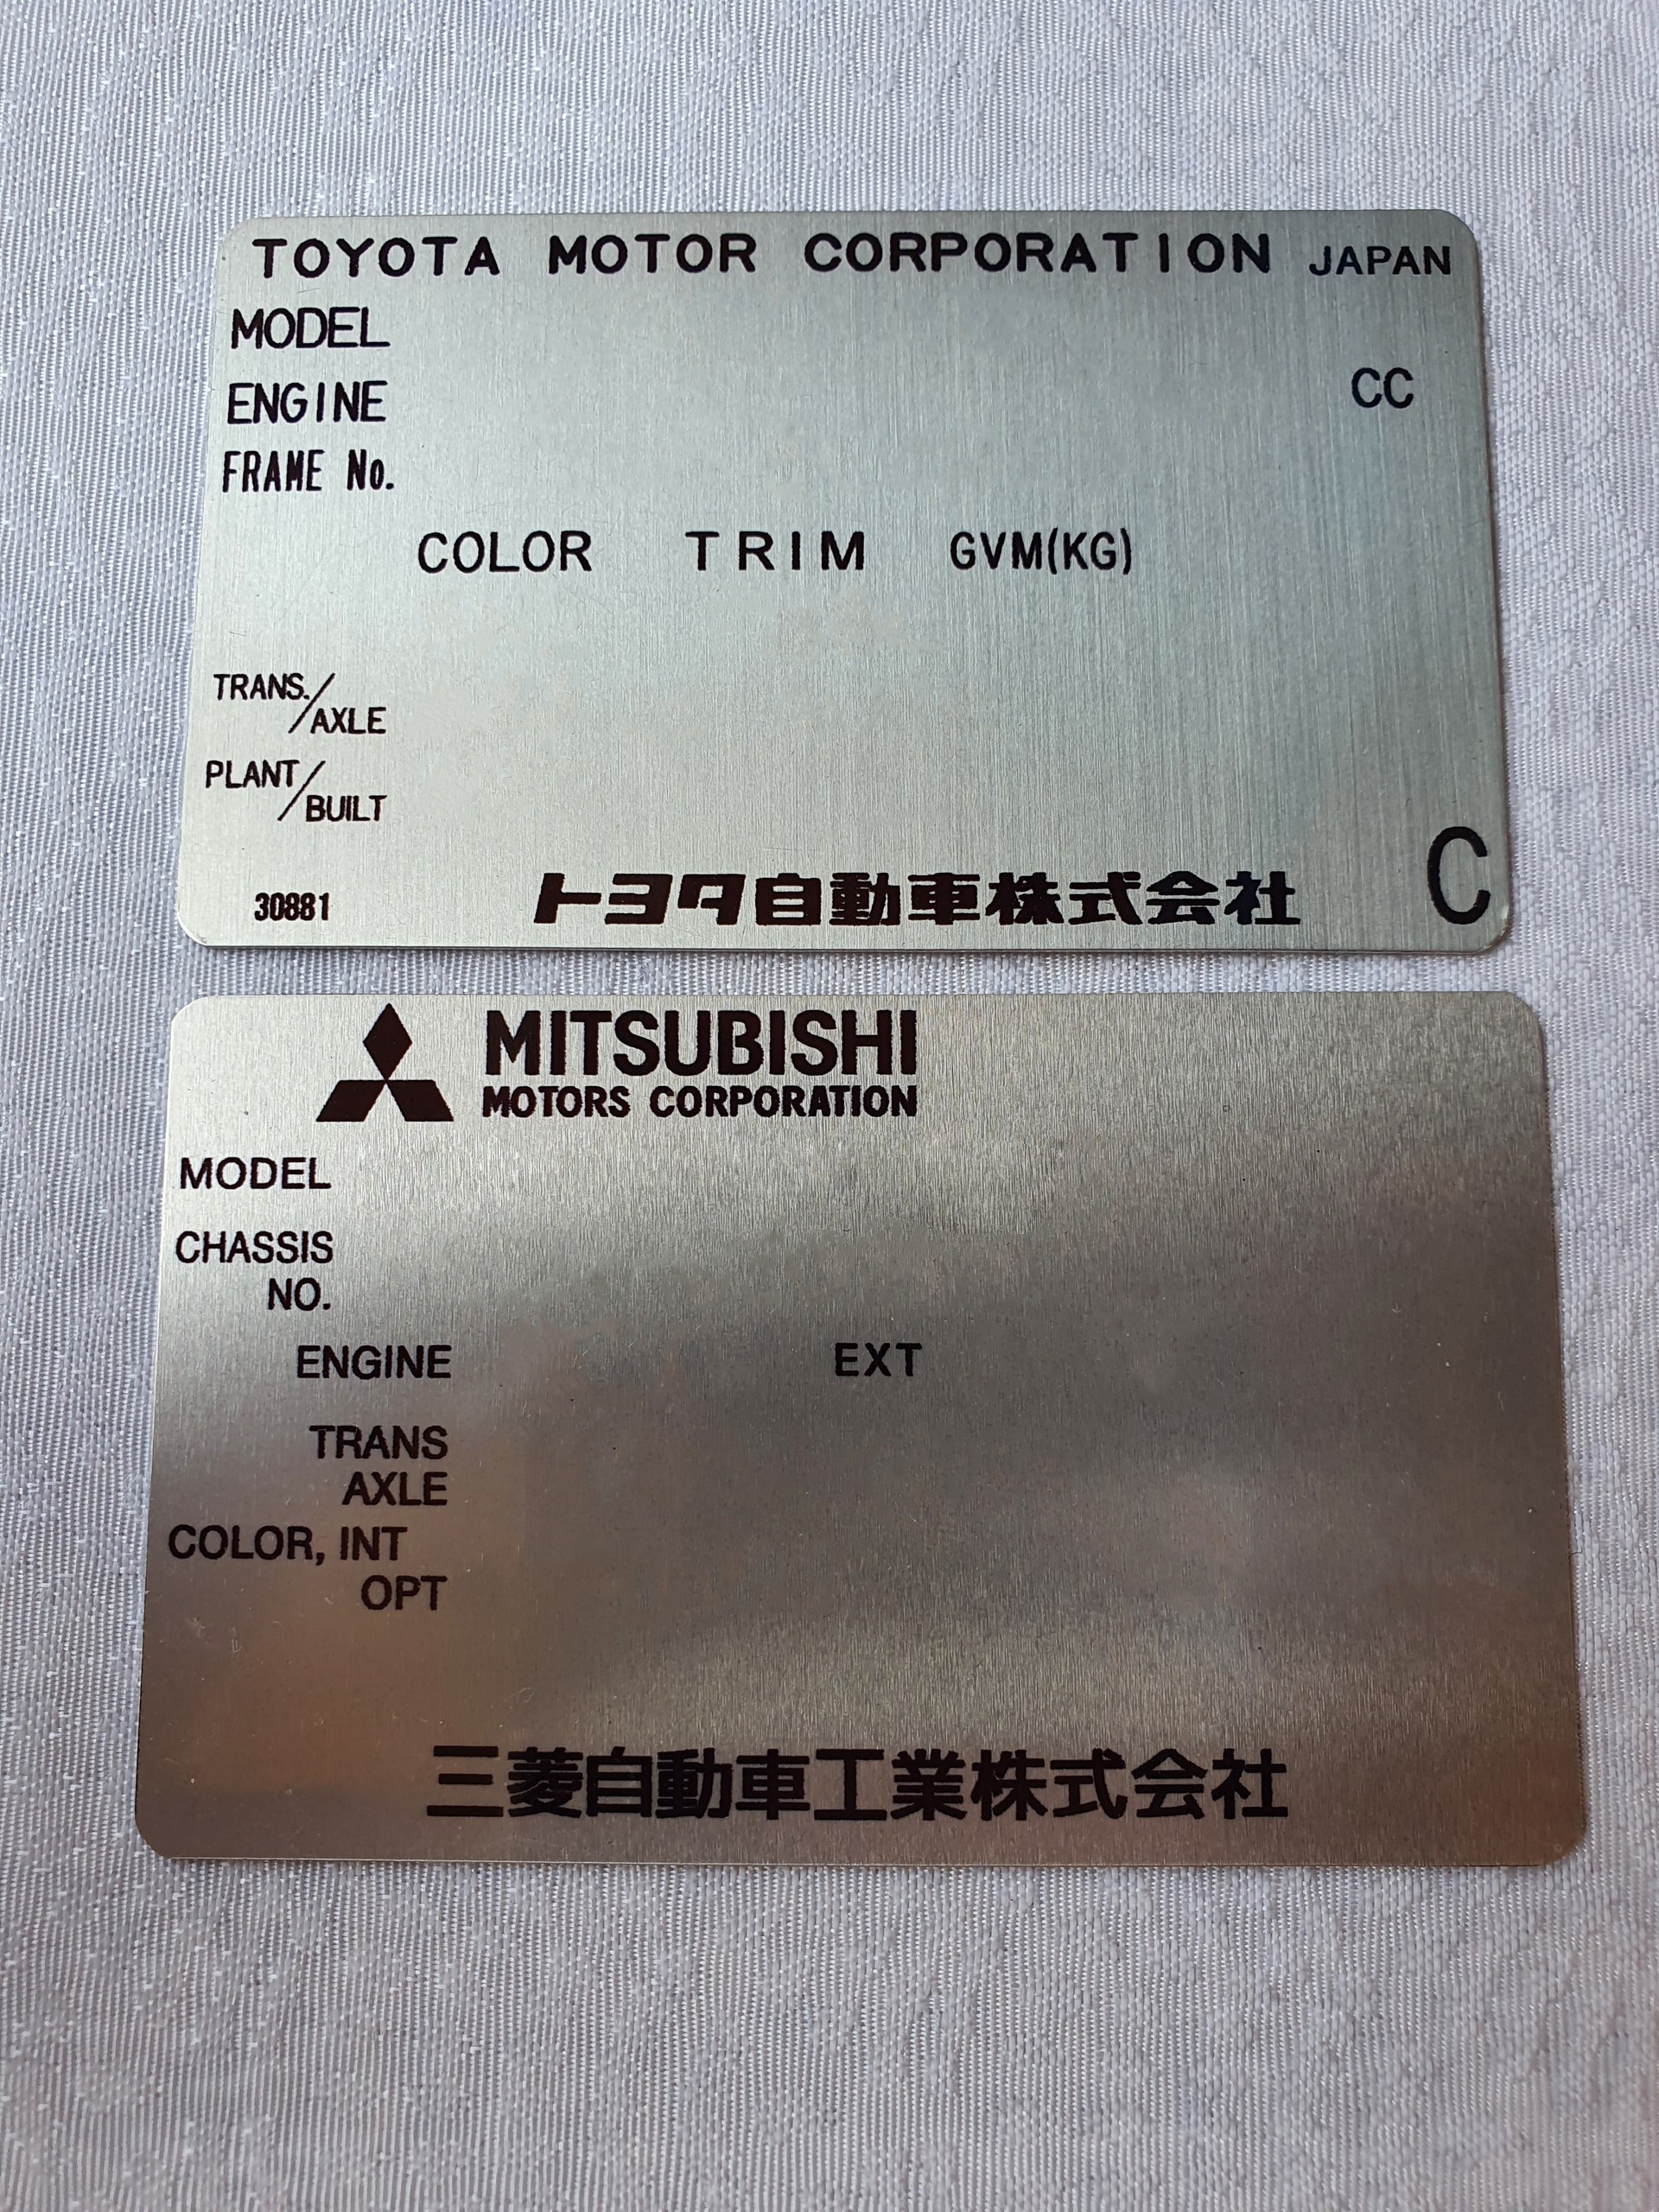 TOYOTA MOTOR CORPORATION JAPAN
MODEL
ENGINE CC
FRAME No.
COLOR TRIM GVM(KG)
TRANS./AXLE
PLANT/BUILT
30881 トヨタ自動車株式会社 C
MITSUBISHI
MOTORS CORPORATION
MODEL
CHASSIS
NO.
ENGINE EXT
TRANS
AXLE
COLOR, INT
OPT
三菱自動車工業株式会社